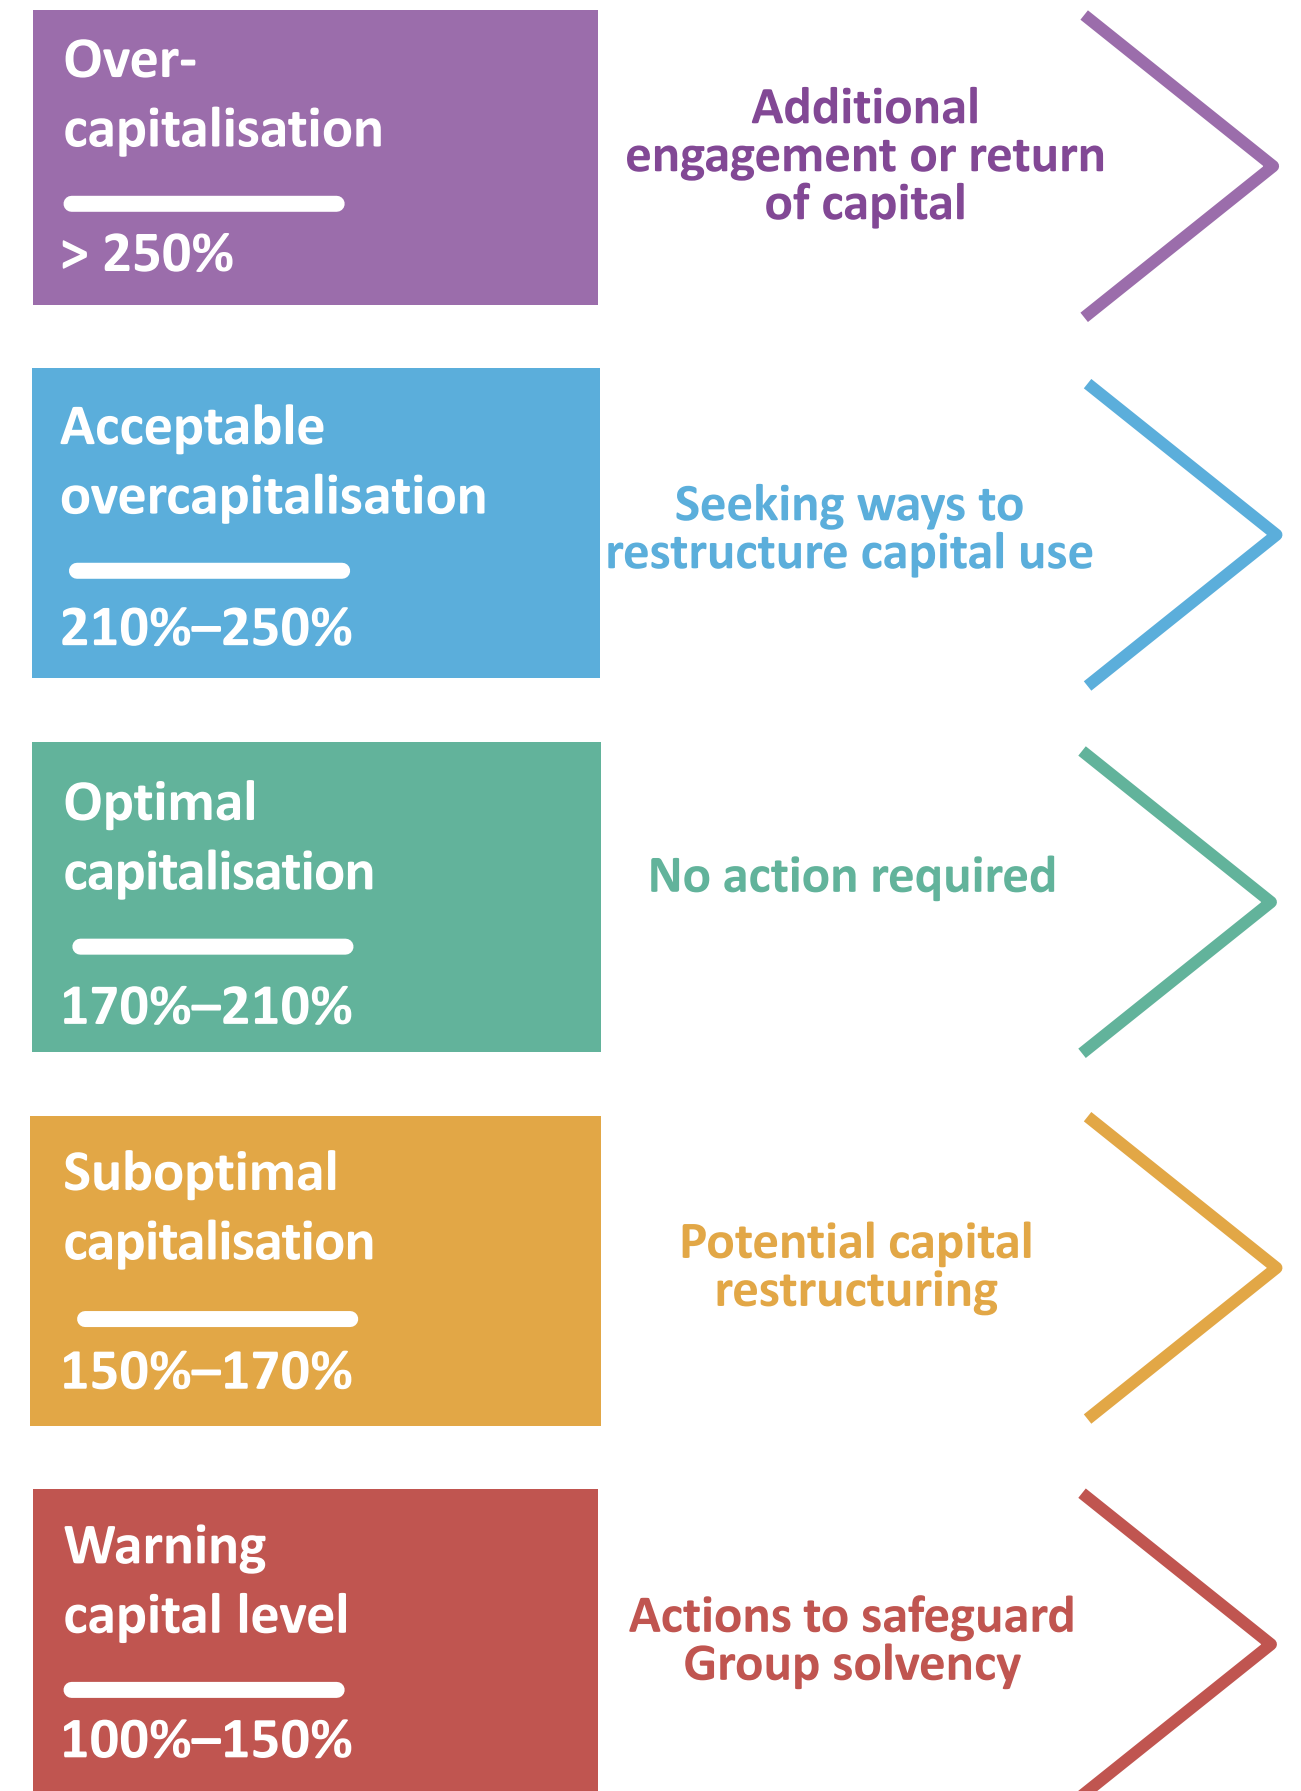 Over-
capitalisation
> 250%
Additional
engagement or return
of capital
Acceptable
overcapitalisation
210%–250%
Seeking ways to
restructure capital use
Optimal
capitalisation
170%–210%
No action required
Suboptimal
capitalisation
150%–170%
Potential capital
restructuring
Warning
capital level
100%–150%
Actions to safeguard
Group solvency